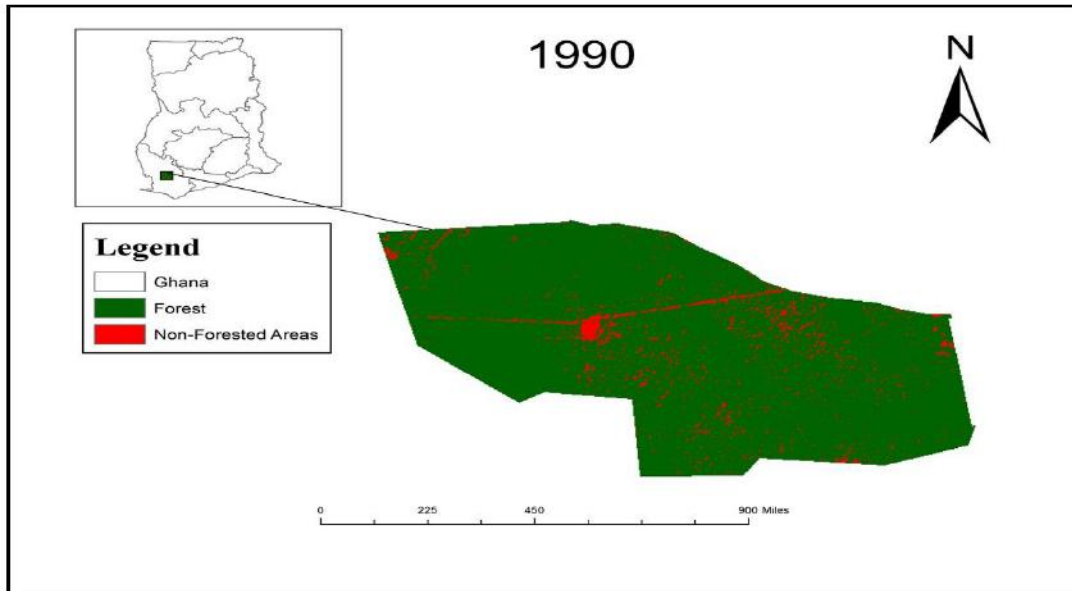 1990
N
Legend
Ghana
Forest
Non-Forested Areas
0 225 450 900 Miles